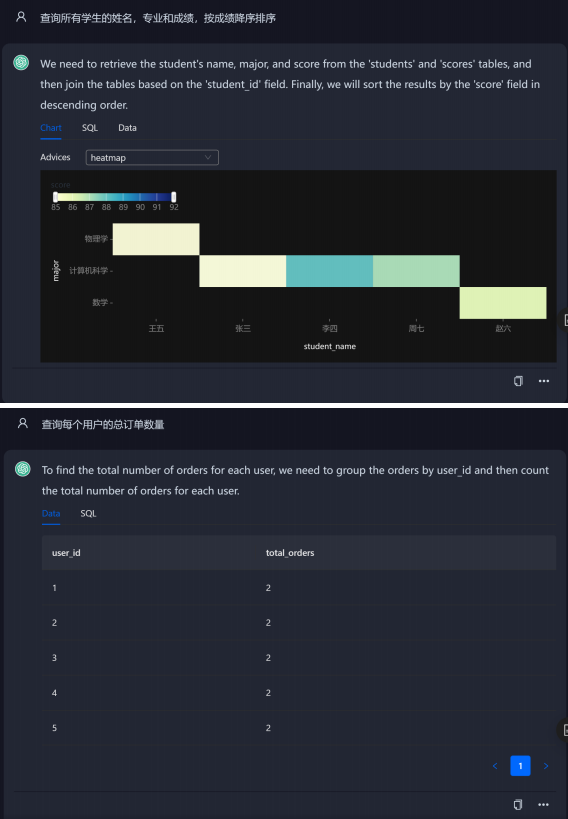 查询所有学生的姓名，专业和成绩，按成绩降序排序
We need to retrieve the student's name, major, and score from the 'students' and 'scores' tables, and
then join the tables based on the 'student_id' field. Finally, we will sort the results by the 'score' field in
descending order.
Chart SQL Data
Advices heatmap
score
85 86 87 88 89 90 91 92
major
物理学
计算机科学
数学
王五 张三 李四 周七 赵六
student_name
查询每个用户的总订单数量
To find the total number of orders for each user, we need to group the orders by user_id and then count
the total number of orders for each user.
Data SQL
user_id total_orders
1 2
2 2
3 2
4 2
5 2
< 1 >